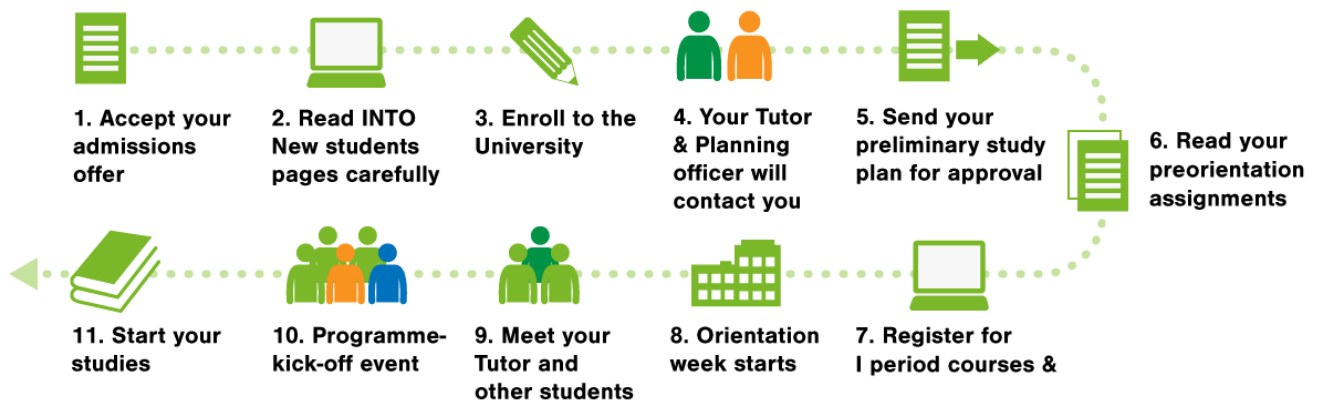 1. Accept your
admissions
offer
2. Read INTO
New students
pages carefully
3. Enroll to the
University
4. Your Tutor
& Planning
officer will
contact you
5. Send your
preliminary study
plan for approval
6. Read your
preorientation
assignments
7. Register for
I period courses &
8. Orientation
week starts
9. Meet your
Tutor and
other students
10. Programme-
kick-off event
11. Start your
studies